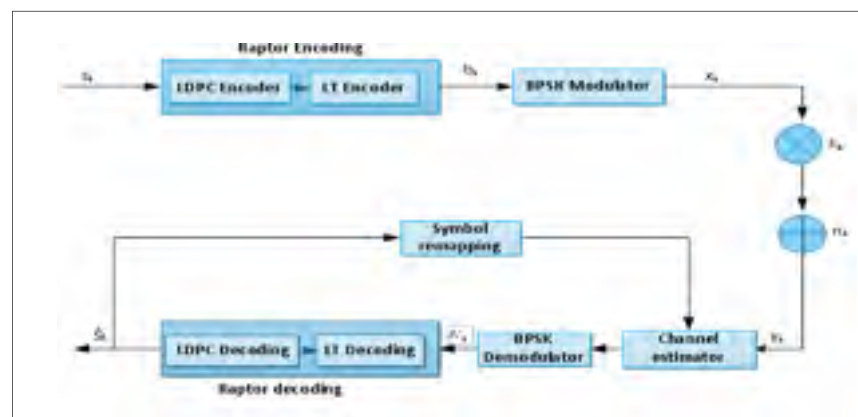 Raptor Encoding
LDPC Encoder
LT Encoder
BPSK Modulator
Symbol
remapping
LDPC Decoding
LT Decoding
BPSK
Demodulator
Channel
estimator
Raptor decoding